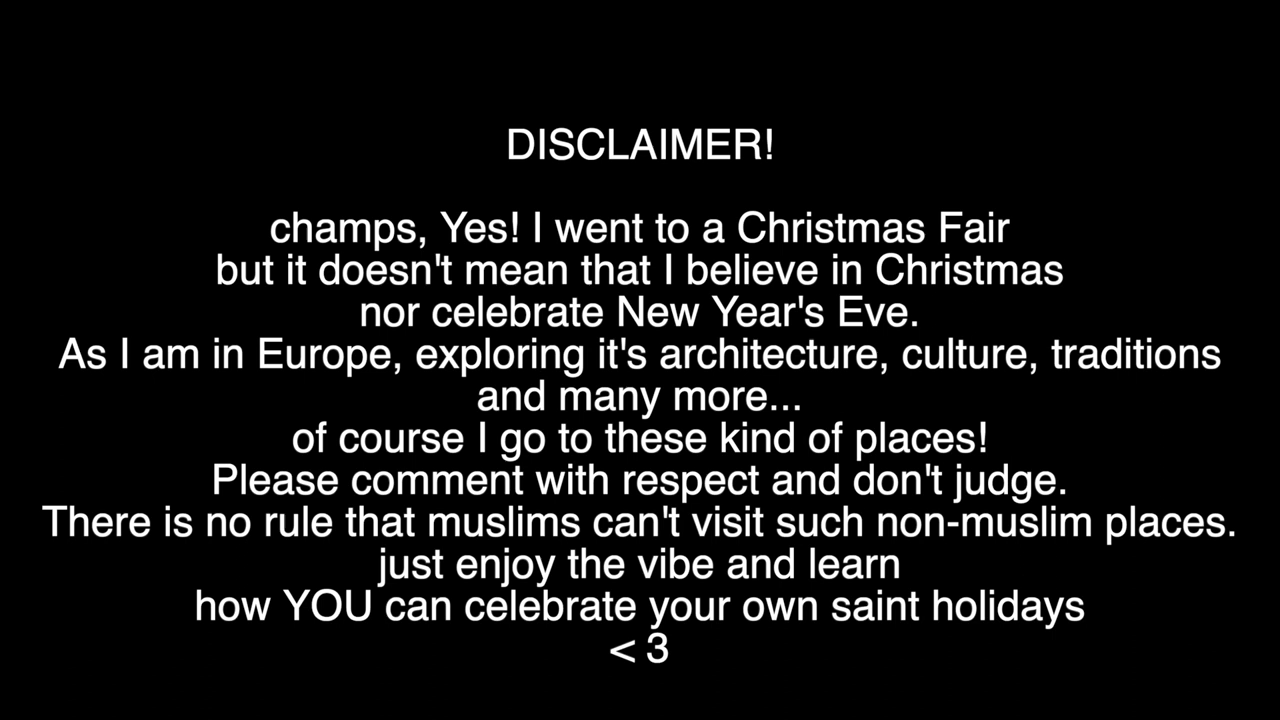 DISCLAIMER!
champs, Yes! I went to a Christmas Fair
but it doesn't mean that I believe in Christmas
nor celebrate New Year's Eve.
As I am in Europe, exploring it's architecture, culture, traditions
and many more...
of course I go to these kind of places!
Please comment with respect and don't judge.
There is no rule that muslims can't visit such non-muslim places.
just enjoy the vibe and learn
how YOU can celebrate your own saint holidays
< 3